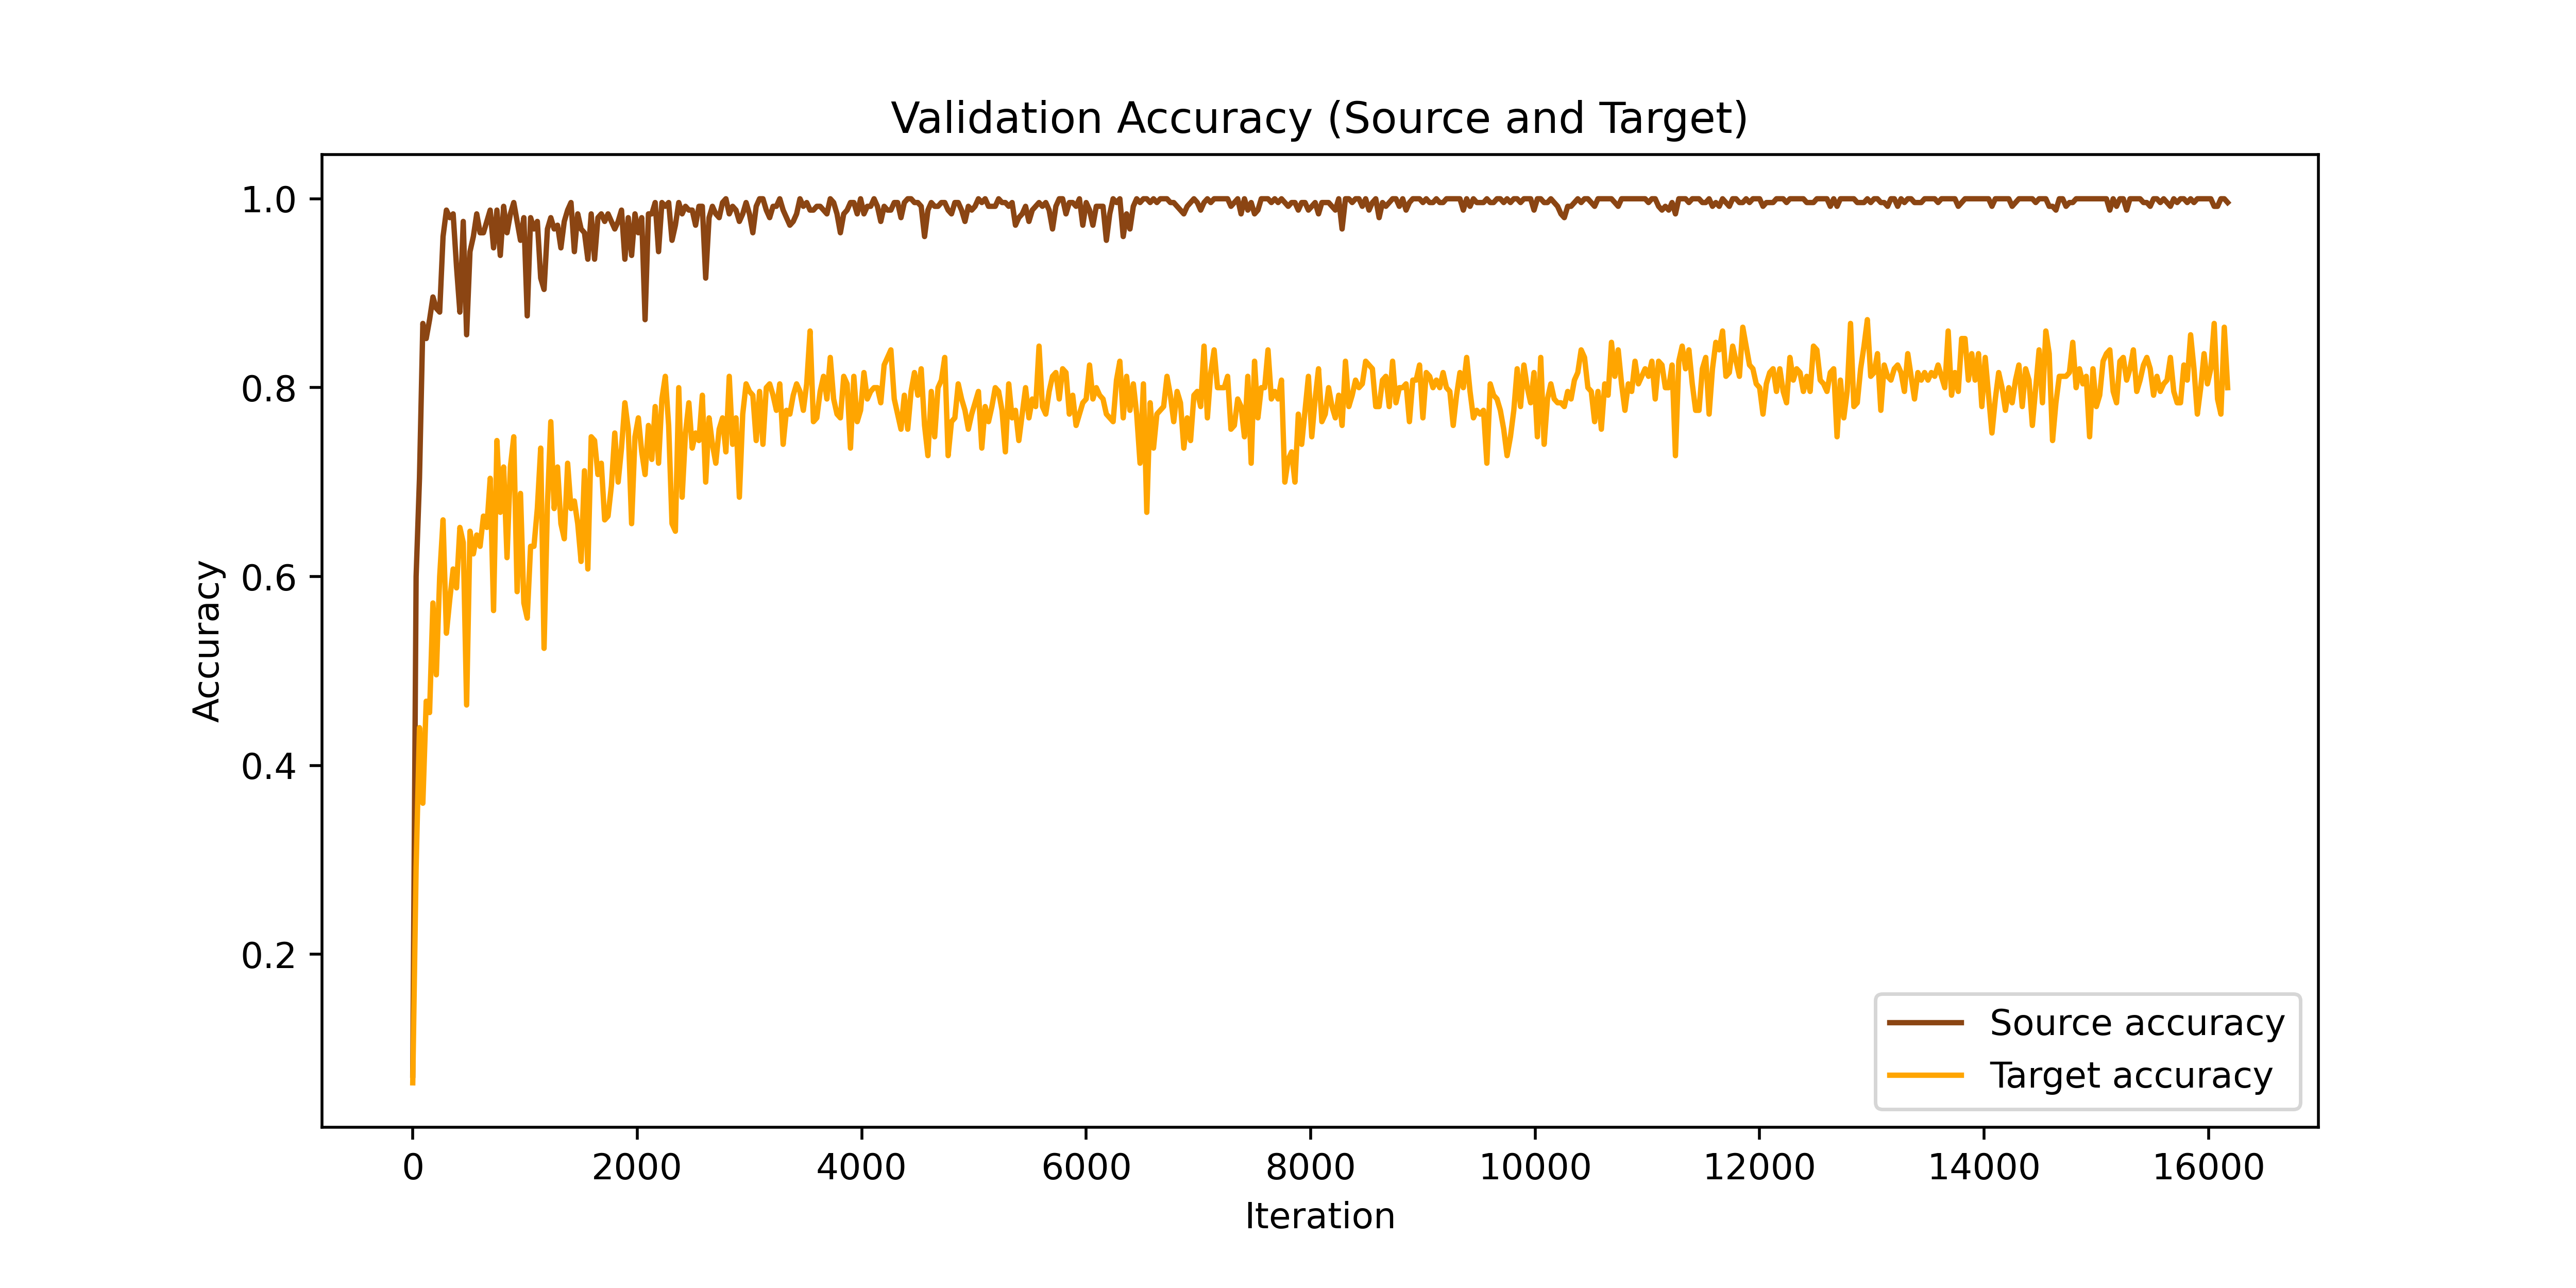 Validation Accuracy (Source and Target)
1.0
0.8
0.6
0.4
0.2
Accuracy
0 2000 4000 6000 8000 10000 12000 14000 16000
Iteration
Source accuracy
Target accuracy